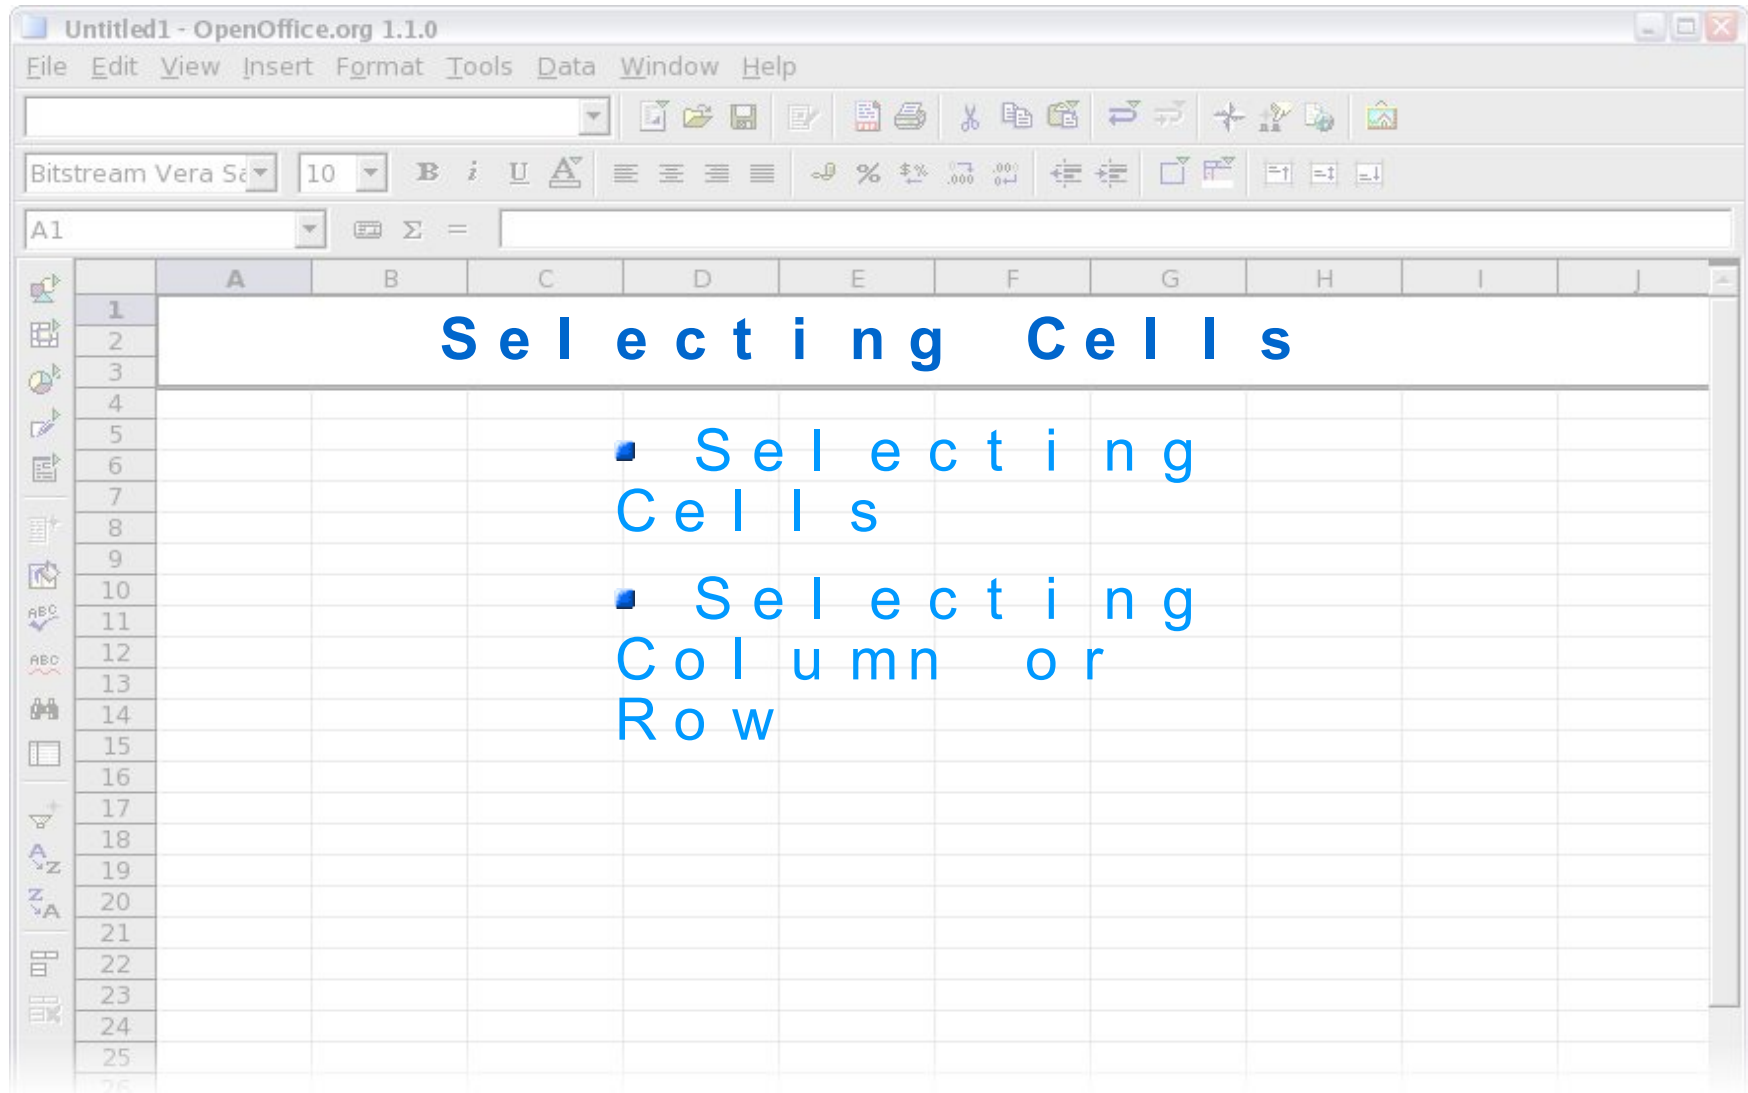 Untitled1 - OpenOffice.org 1.1.0
File Edit View Insert Format Tools Data Window Help
Bitstream Vera Sa 10 B i U A
A1 Σ =
A B C D E F G H I J
1
2
3
Selecting Cells
4
5
6
7
8
9
10
11
12
13
14
15
16
17
18
19
20
21
22
23
24
25
26
Selecting
Cells
Selecting
Column or
Row